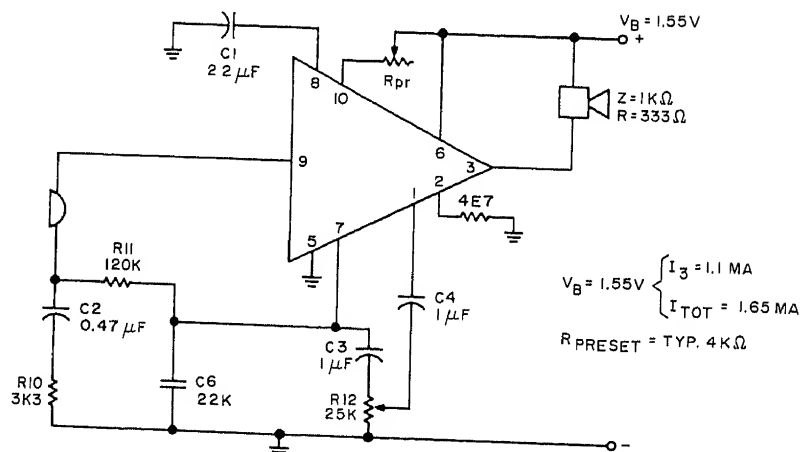 C1
2.2 µF
8
10
Rpr
VB = 1.55V
+
Z = 1KΩ
R = 333Ω
9
6
3
2
1
4E7
7
5
R11
120K
C2
0.47 µF
C4
1 µF
C3
1 µF
VB = 1.55V { I3 = 1.1 MA
ITOT = 1.65 MA
RPRESET = TYP. 4KΩ
R10
3K3
C6
22K
R12
25K
-